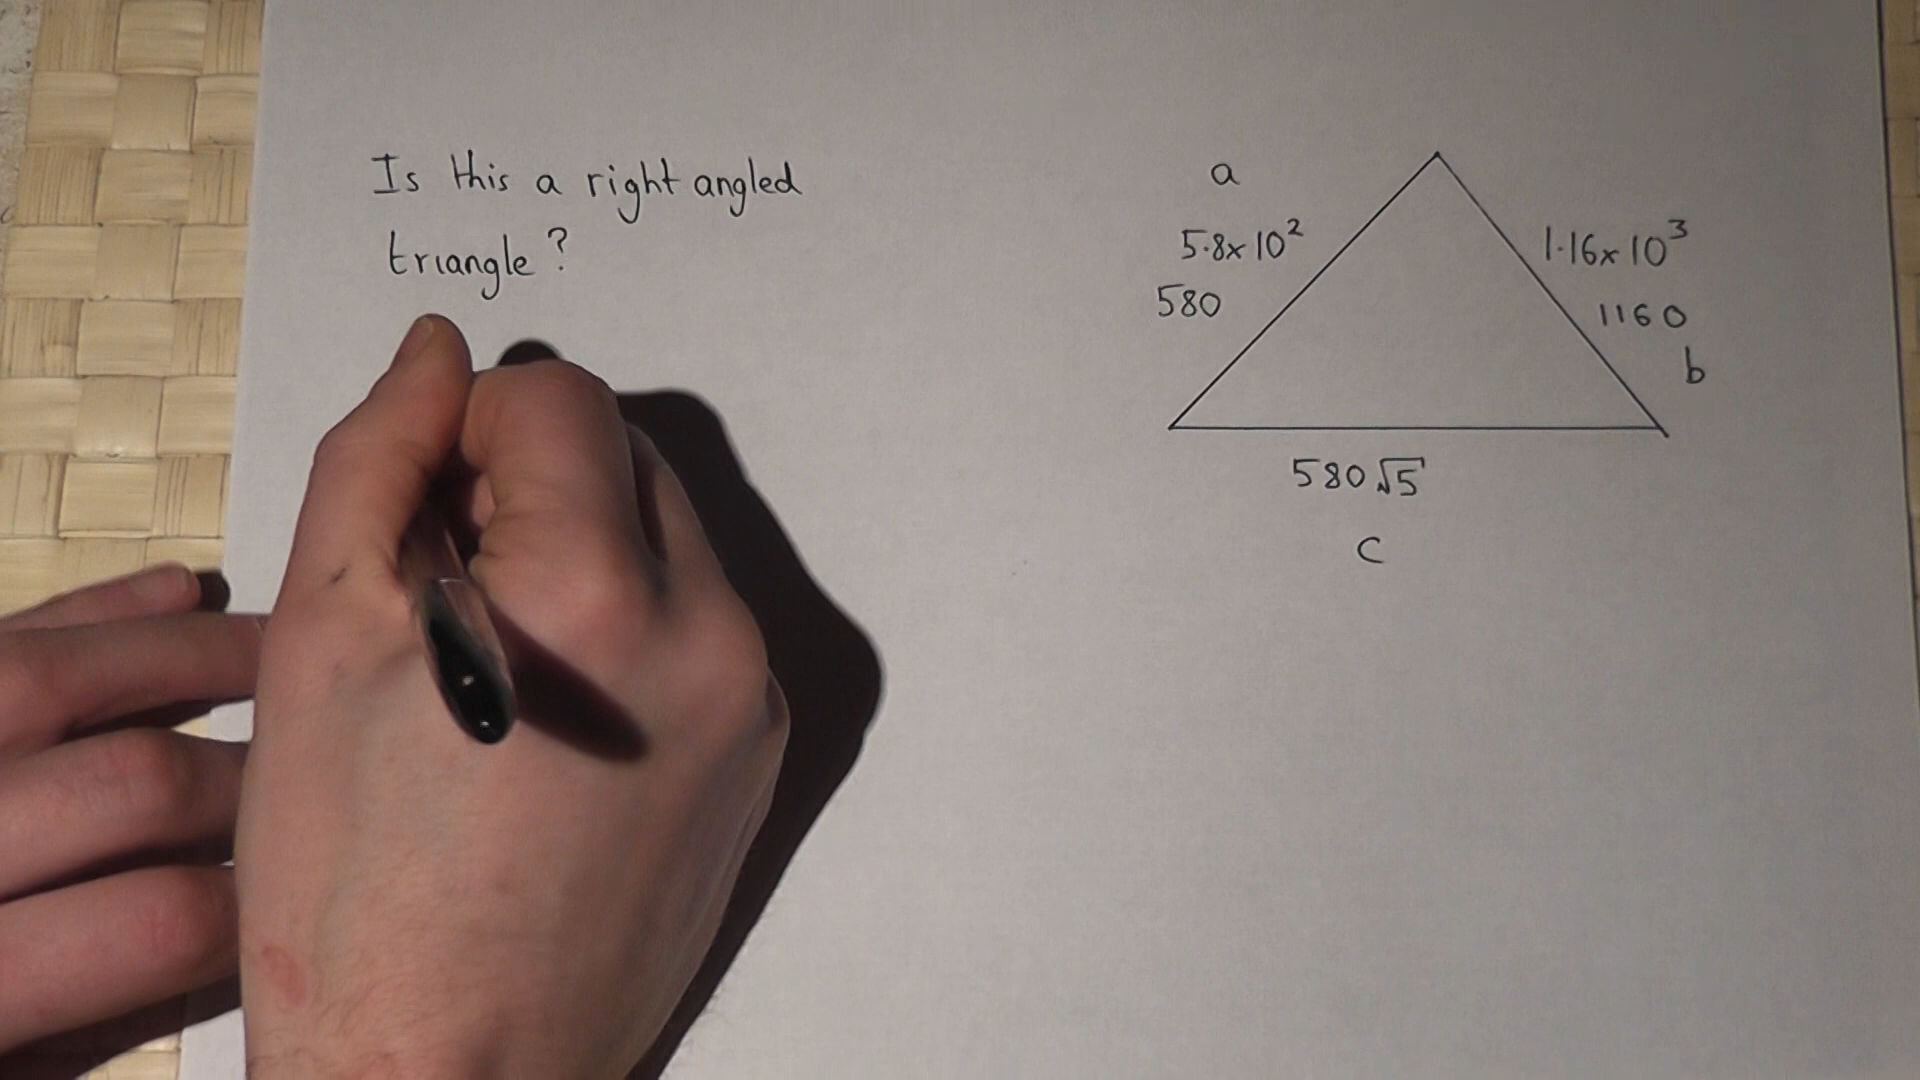 Is this a right angled
triangle?
a
5.8x10²
580
1.16x10³
1160
b
580√5
c